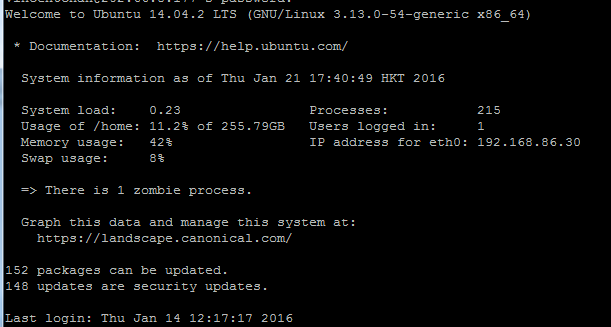 Welcome to Ubuntu 14.04.2 LTS (GNU/Linux 3.13.0-54-generic x86_64)
* Documentation: https://help.ubuntu.com/
System information as of Thu Jan 21 17:40:49 HKT 2016
System load: 0.23 Processes: 215
Usage of /home: 11.2% of 255.79GB Users logged in: 1
Memory usage: 42% IP address for eth0: 192.168.86.30
Swap usage: 8%
=> There is 1 zombie process.
Graph this data and manage this system at:
https://landscape.canonical.com/
152 packages can be updated.
148 updates are security updates.
Last login: Thu Jan 14 12:17:17 2016